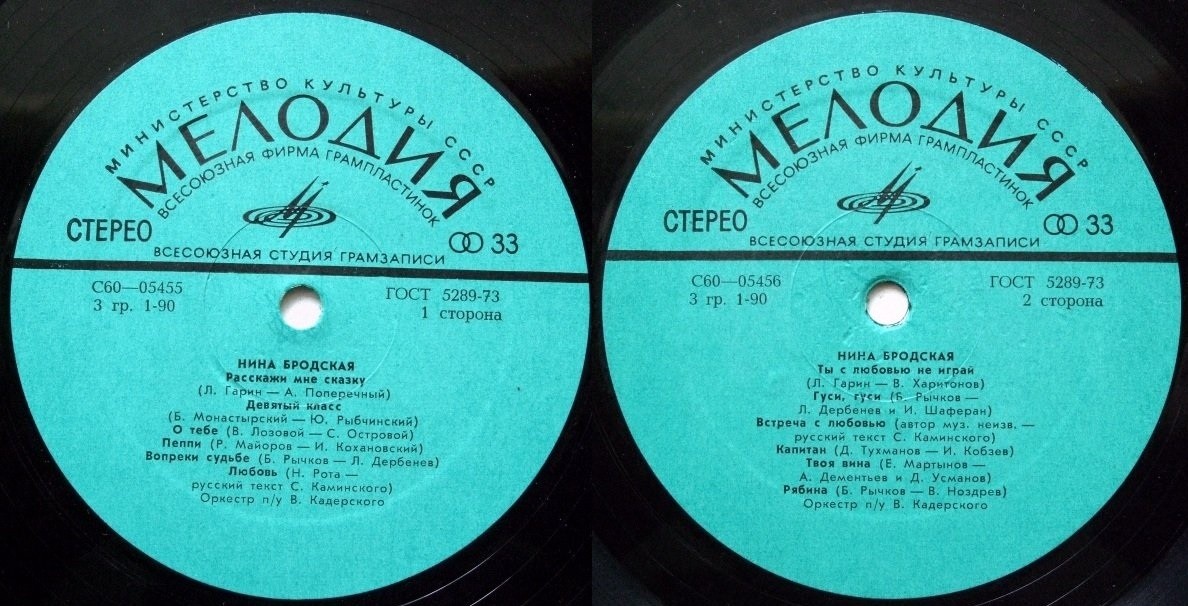 МИНИСТЕРСТВО КУЛЬТУРЫ СССР
МЕЛОДИЯ
ВСЕСОЮЗНАЯ ФИРМА ГРАМПЛАСТИНОК
СТЕРЕО
33
ВСЕСОЮЗНАЯ СТУДИЯ ГРАМЗАПИСИ
С60—05455
ГОСТ 5289-73
3 гр. 1-90
1 сторона
НИНА БРОДСКАЯ
Расскажи мне сказку
(Л. Гарин — А. Поперечный)
Девятый класс
(Б. Монастырский — Ю. Рыбчинский)
О тебе (В. Лозовой — С. Островой)
Пеппи (Р. Майоров — И. Кохановский)
Вопреки судьбе (Б. Рычков — Л. Дербенев)
Любовь (Н. Рота —
русский текст С. Каминского)
Оркестр п/у В. Кадерского
МИНИСТЕРСТВО КУЛЬТУРЫ СССР
МЕЛОДИЯ
ВСЕСОЮЗНАЯ ФИРМА ГРАМПЛАСТИНОК
СТЕРЕО
33
ВСЕСОЮЗНАЯ СТУДИЯ ГРАМЗАПИСИ
С60—05456
ГОСТ 5289-73
3 гр. 1-90
2 сторона
НИНА БРОДСКАЯ
Ты с любовью не играй
(Л. Гарин — В. Харитонов)
Гуси, гуси (Б. Рычков —
Л. Дербенев и И. Шаферан)
Встреча с любовью (автор муз. неизв. —
русский текст С. Каминского)
Капитан (Д. Тухманов — И. Кобзев)
Твоя вина (Е. Мартынов —
А. Дементьев и Д. Усманов)
Рябина (Б. Рычков — В. Ноздрев)
Оркестр п/у В. Кадерского